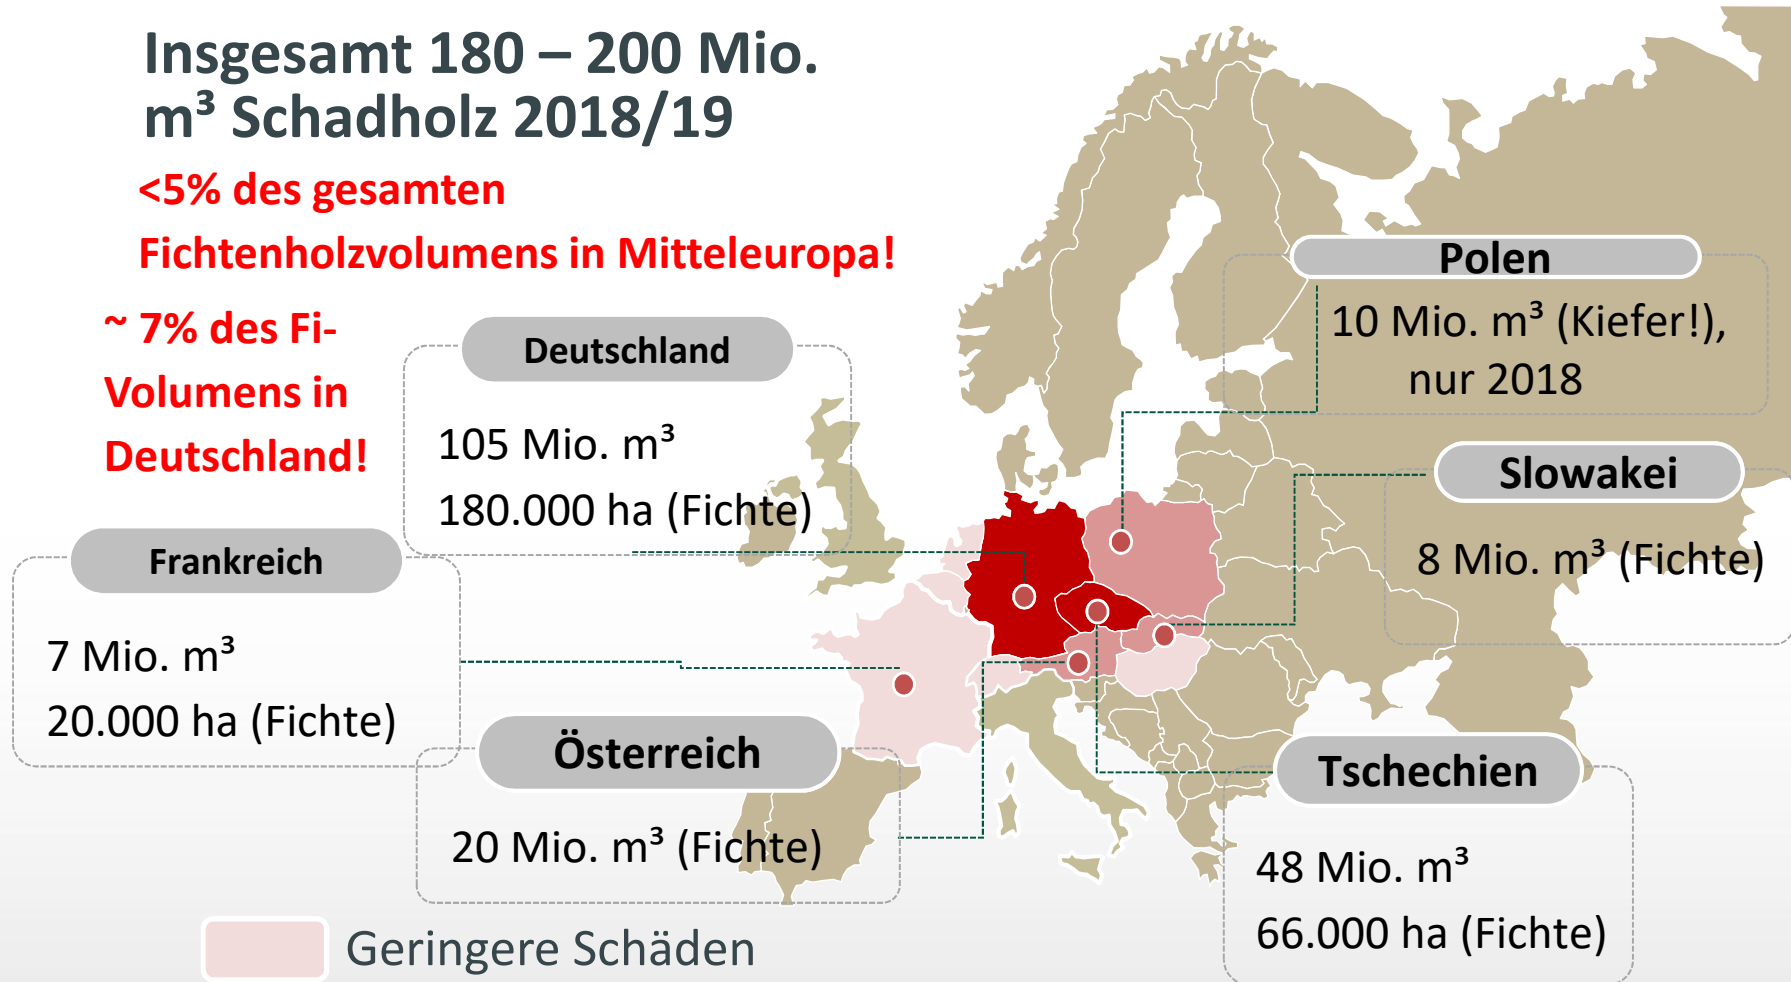 Insgesamt 180 – 200 Mio.
m³ Schadholz 2018/19
<5% des gesamten
Fichtenholzvolumens in Mitteleuropa!
~ 7% des Fi-
Volumens in
Deutschland!
Deutschland
105 Mio. m³
180.000 ha (Fichte)
Polen
10 Mio. m³ (Kiefer!),
nur 2018
Slowakei
8 Mio. m³ (Fichte)
Frankreich
7 Mio. m³
20.000 ha (Fichte)
Österreich
20 Mio. m³ (Fichte)
Tschechien
48 Mio. m³
66.000 ha (Fichte)
Geringere Schäden